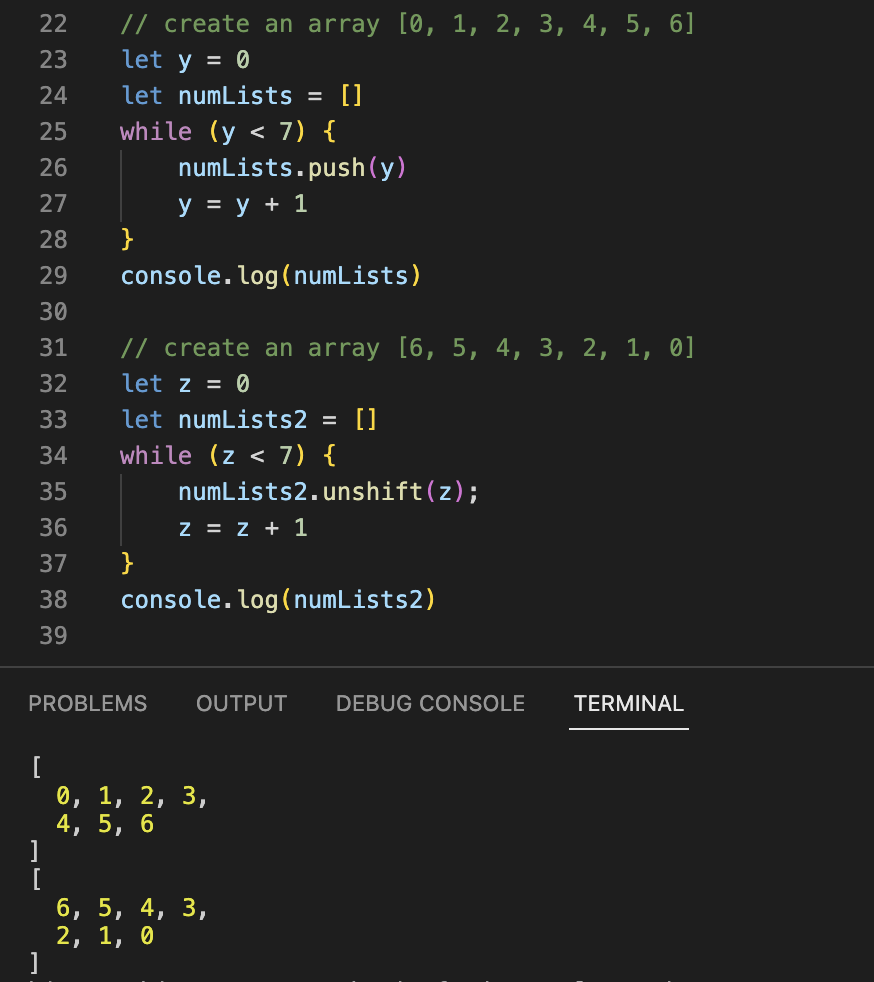 22 // create an array [0, 1, 2, 3, 4, 5, 6]
23 let y = 0
24 let numLists = []
25 while (y < 7) {
26 numLists.push(y)
27 y = y + 1
28 }
29 console.log(numLists)
30
31 // create an array [6, 5, 4, 3, 2, 1, 0]
32 let z = 0
33 let numLists2 = []
34 while (z < 7) {
35 numLists2.unshift(z);
36 z = z + 1
37 }
38 console.log(numLists2)
39
PROBLEMS OUTPUT DEBUG CONSOLE TERMINAL
[
0, 1, 2, 3,
4, 5, 6
]
[
6, 5, 4, 3,
2, 1, 0
]